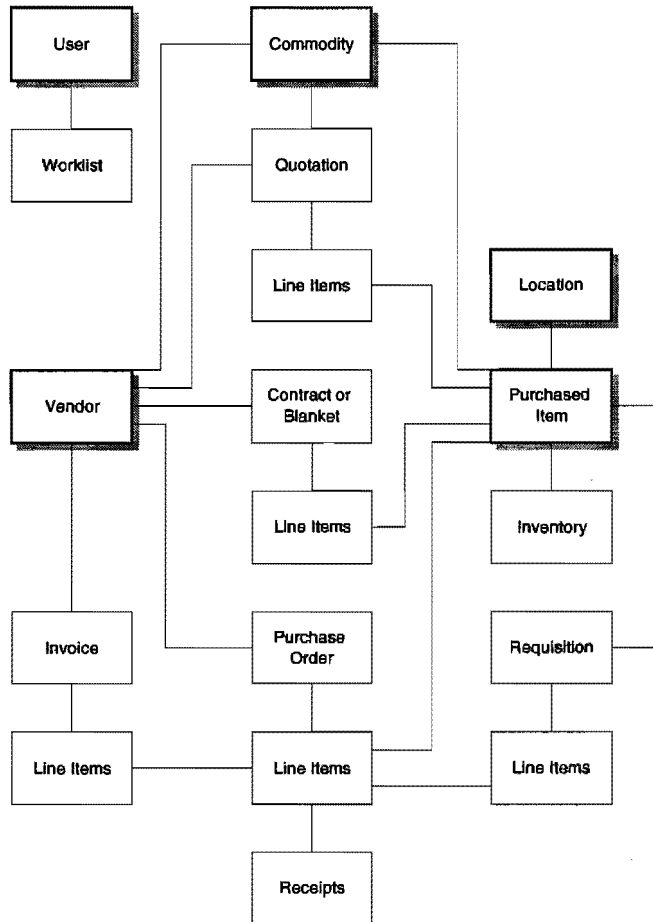 User
Commodity
Worklist
Quotation
Line Items
Location
Vendor
Contract or
Blanket
Purchased
Item
Line Items
Inventory
Invoice
Purchase
Order
Requisition
Line Items
Line Items
Line Items
Receipts